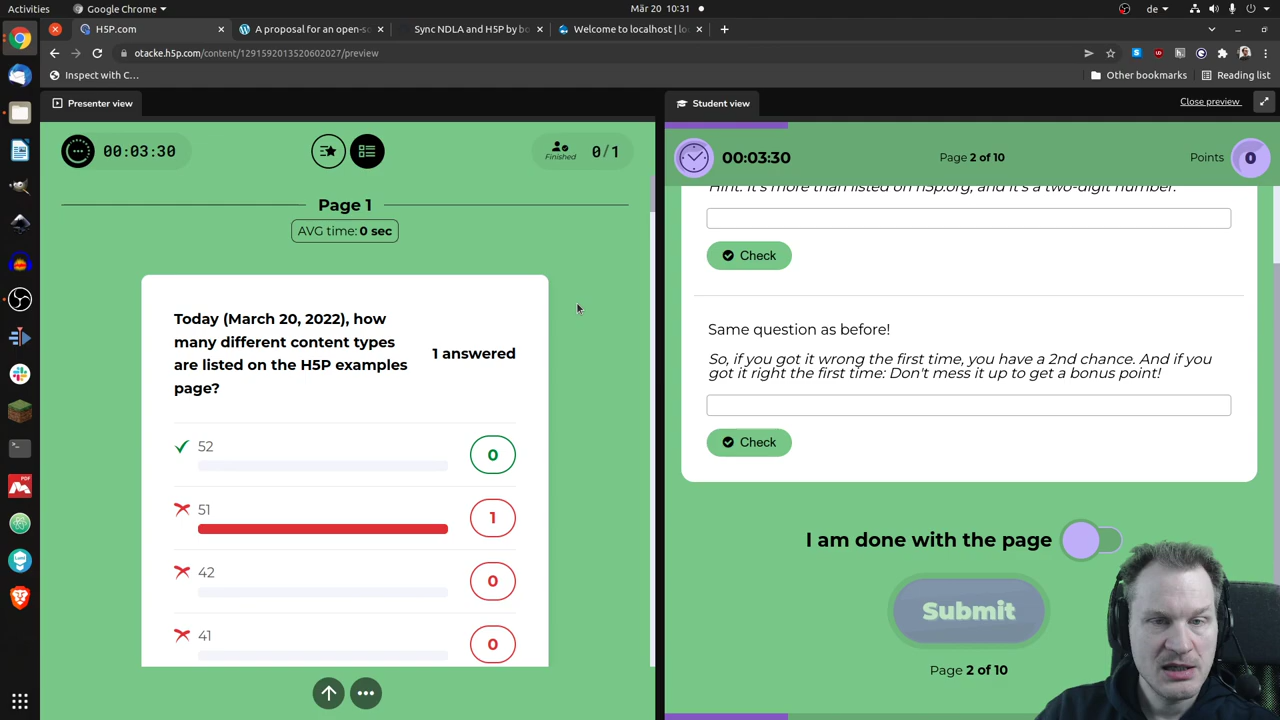 Activities
Google Chrome
Mär 20 10:31
de
H5P.com
A proposal for an open-so
Sync NDLA and H5P by bo
Welcome to localhost | lo
otacke.h5p.com/content/1291592013520602027/preview
Inspect with C…
Other bookmarks
Reading list
Presenter view
00:03:30
Finished
0/1
Page 1
AVG time: 0 sec
Today (March 20, 2022), how
many different content types
are listed on the H5P examples
page?
1 answered
52
0
51
1
42
0
41
0
Student view
Close preview
00:03:30
Page 2 of 10
Points
0
Hint: It's more than listed on h5p.org, and it's a two-digit number.
Check
Same question as before!
So, if you got it wrong the first time, you have a 2nd chance. And if you
got it right the first time: Don't mess it up to get a bonus point!
Check
I am done with the page
Submit
Page 2 of 10